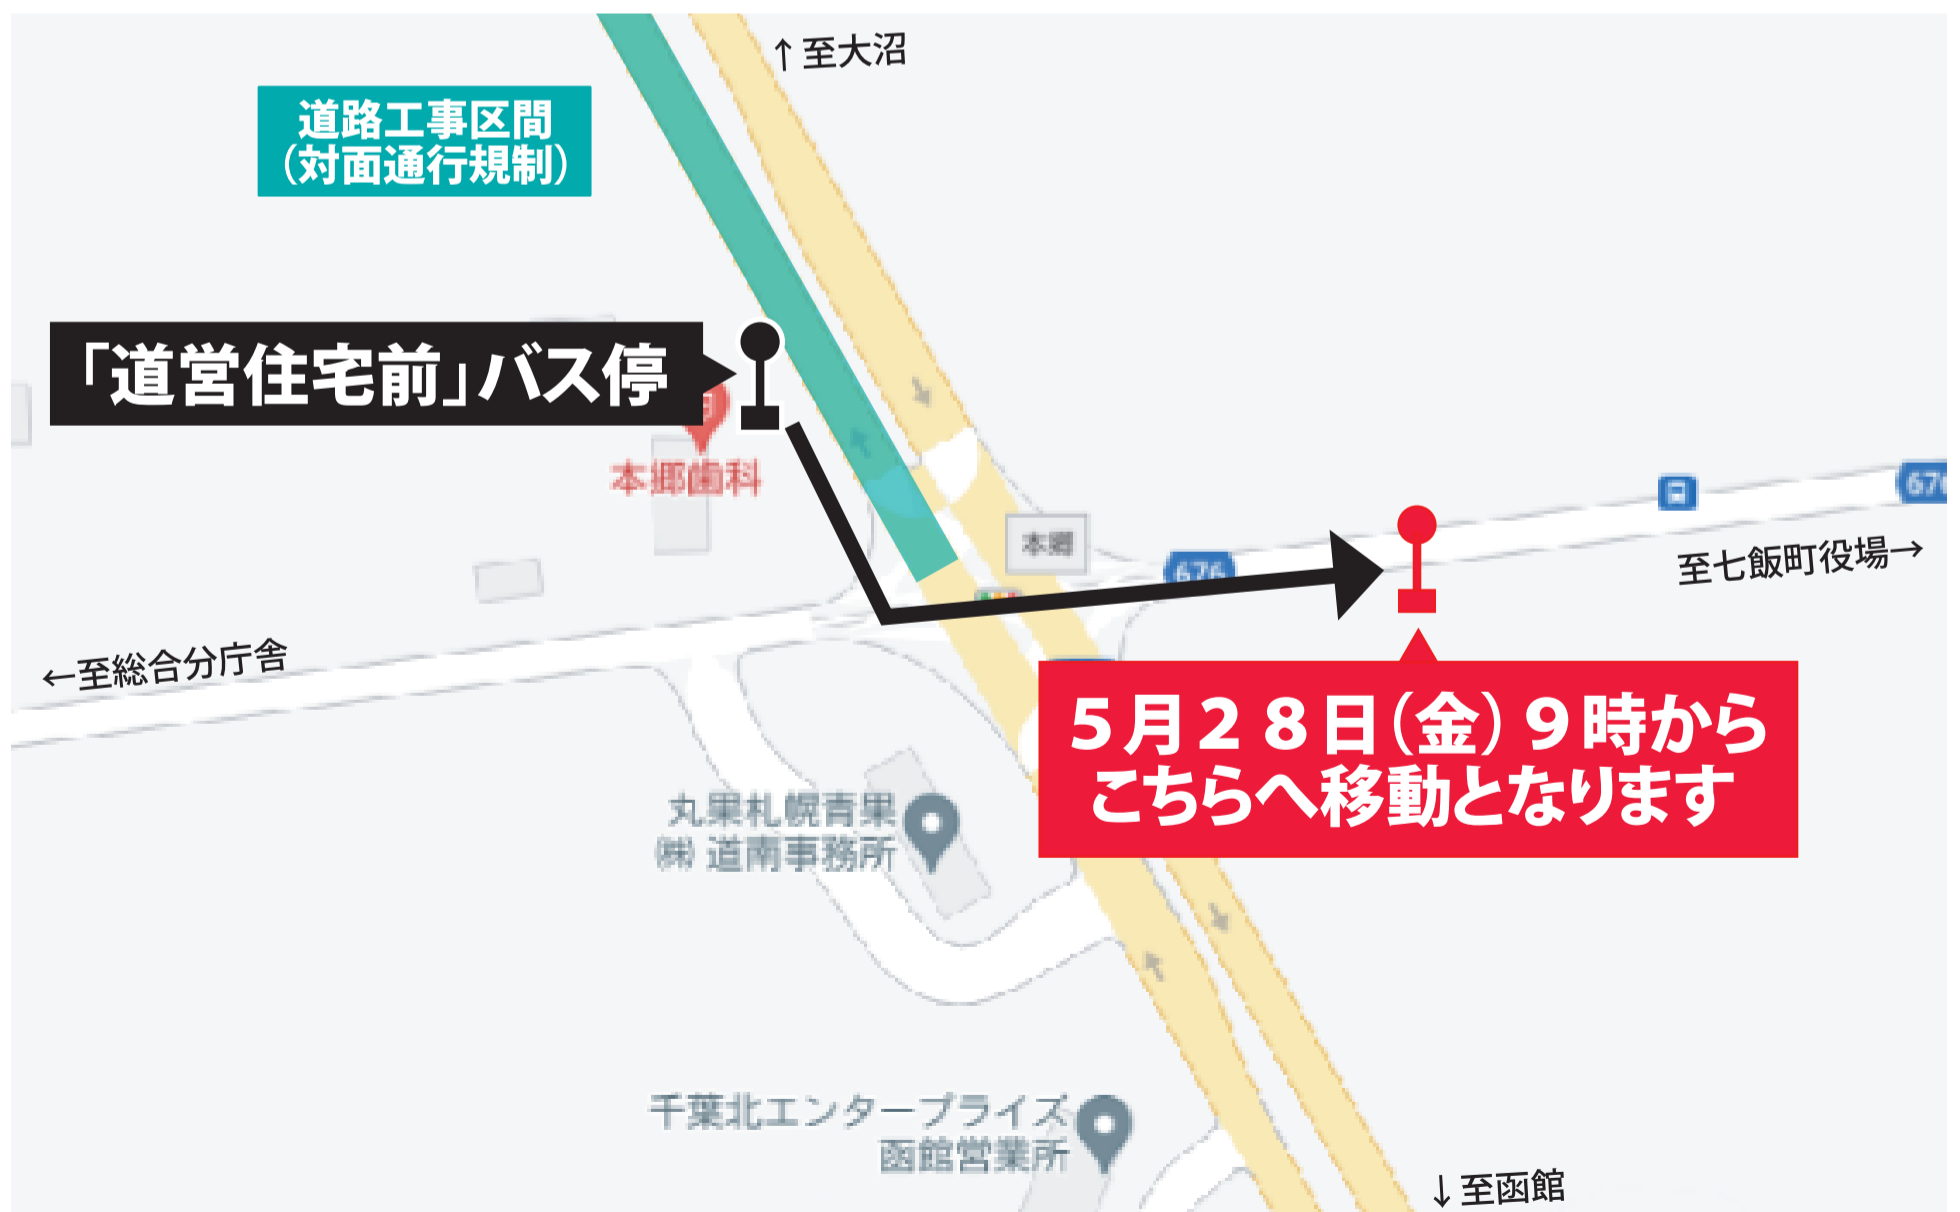 ↑至大沼
道路工事区間
（対面通行規制）
「道営住宅前」バス停
本郷歯科
本郷
676
676
至七飯町役場→
←至総合分庁舎
５月２８日（金）９時から
こちらへ移動となります
丸果札幌青果
㈱ 道南事務所
千葉北エンタープライズ
函館営業所
↓至函館